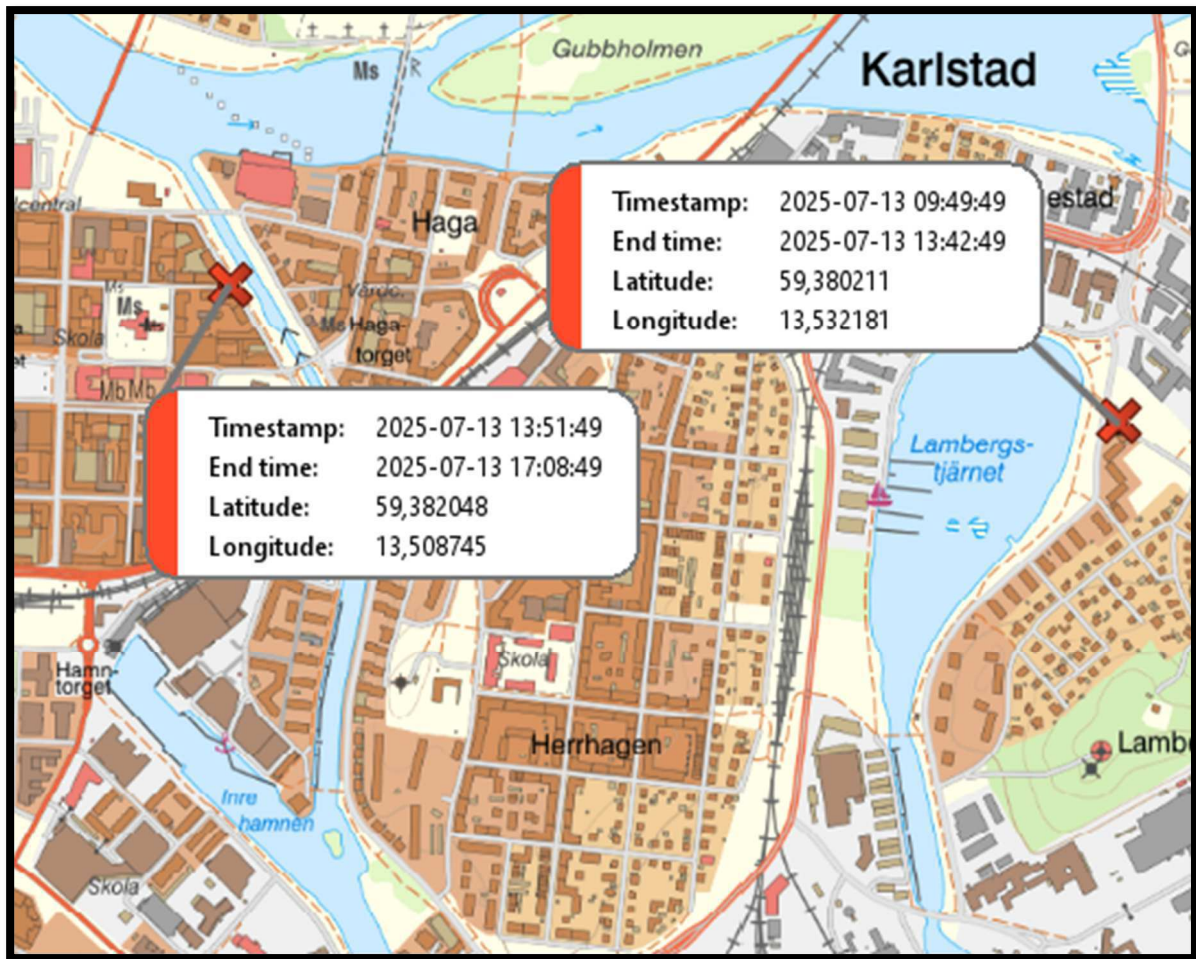 Gubbholmen
Ms
Karlstad
Haga
Ms
Ms
Ms
Skola
Haga-
torget
Mb Mb
Timestamp: 2025-07-13 09:49:49
End time: 2025-07-13 13:42:49
Latitude: 59,380211
Longitude: 13,532181
Timestamp: 2025-07-13 13:51:49
End time: 2025-07-13 17:08:49
Latitude: 59,382048
Longitude: 13,508745
Lambergs-
tjärnet
Hamn-
torget
Skola
Herrhagen
Inre
hamnen
Skola